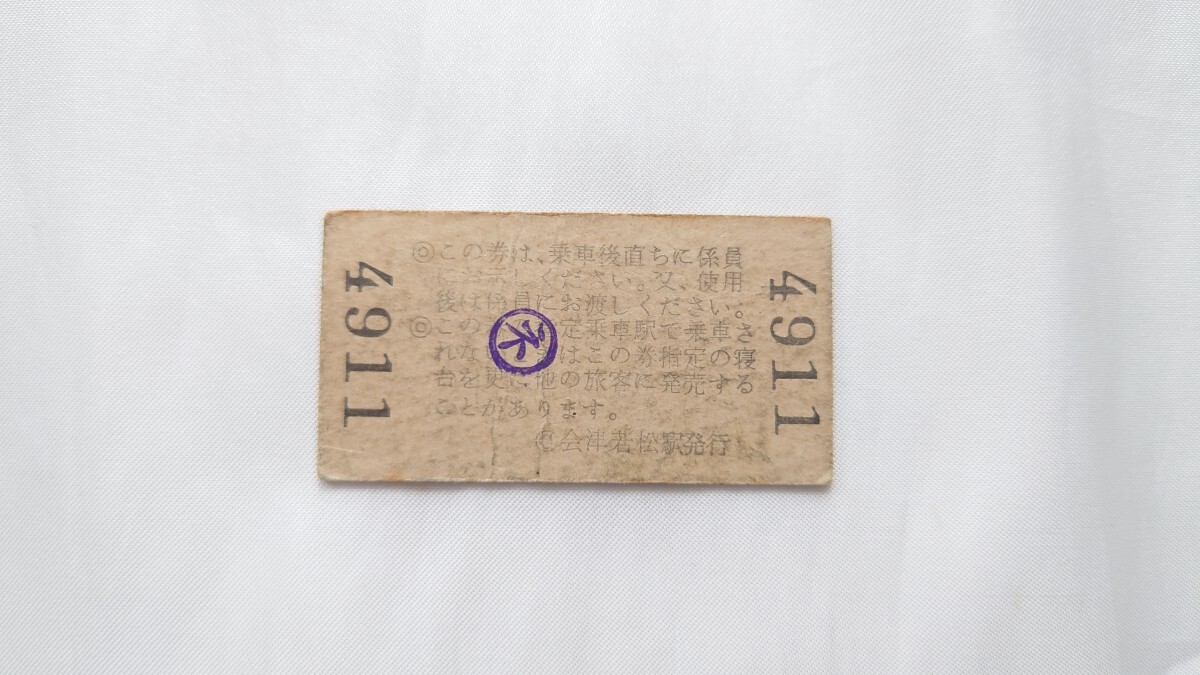 4911
◎この券は、乗車後直ちに係員
にお示しください。又、使用
後は係員にお渡しください。
◎この 定乗車駅で乗車さ
れない はこの券指定の寝
台を更に他の旅客に発売する
ことがあります。
会津若松駅発行
ネ
4911